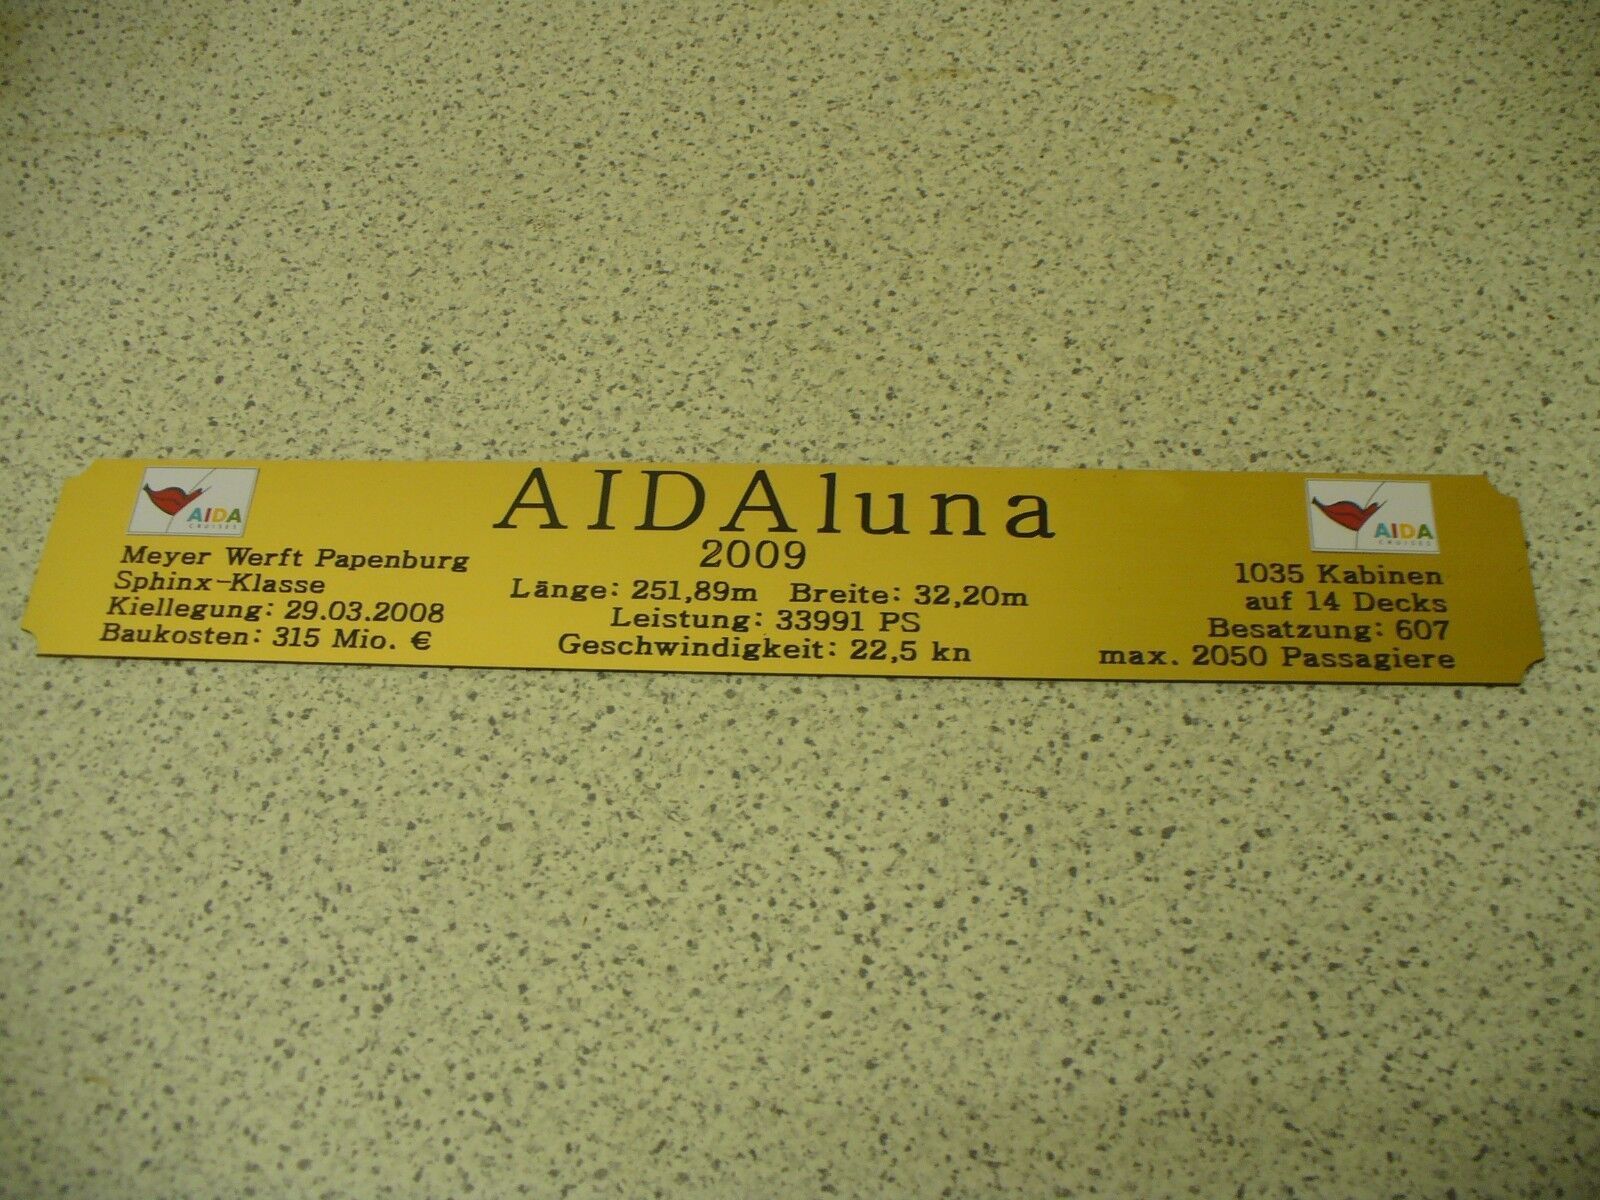 AIDA
CRUISES
AIDAluna
2009
AIDA
CRUISES
Meyer Werft Papenburg
Sphinx-Klasse
Kiellegung: 29.03.2008
Baukosten: 315 Mio. €
Länge: 251,89m Breite: 32,20m
Leistung: 33991 PS
Geschwindigkeit: 22,5 kn
1035 Kabinen
auf 14 Decks
Besatzung: 607
max. 2050 Passagiere